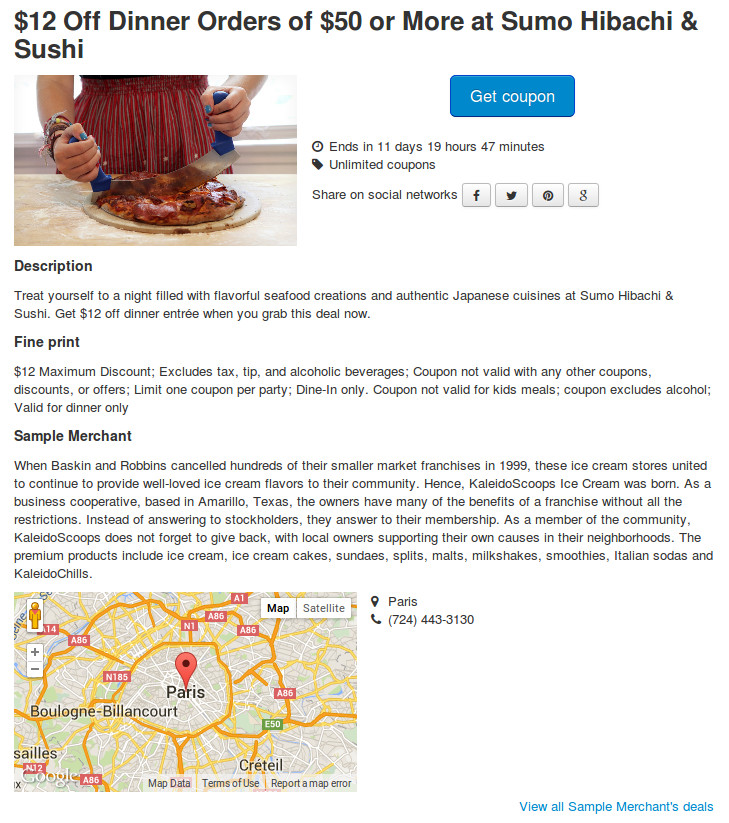 $12 Off Dinner Orders of $50 or More at Sumo Hibachi &
Sushi
Get coupon
Ends in 11 days 19 hours 47 minutes
Unlimited coupons
Share on social networks
Description
Treat yourself to a night filled with flavorful seafood creations and authentic Japanese cuisines at Sumo Hibachi &
Sushi. Get $12 off dinner entrée when you grab this deal now.
Fine print
$12 Maximum Discount; Excludes tax, tip, and alcoholic beverages; Coupon not valid with any other coupons,
discounts, or offers; Limit one coupon per party; Dine-In only. Coupon not valid for kids meals; coupon excludes alcohol;
Valid for dinner only
Sample Merchant
When Baskin and Robbins cancelled hundreds of their smaller market franchises in 1999, these ice cream stores united
to continue to provide well-loved ice cream flavors to their community. Hence, KaleidoScoops Ice Cream was born. As a
business cooperative, based in Amarillo, Texas, the owners have many of the benefits of a franchise without all the
restrictions. Instead of answering to stockholders, they answer to their membership. As a member of the community,
KaleidoScoops does not forget to give back, with local owners supporting their own causes in their neighborhoods. The
premium products include ice cream, ice cream cakes, sundaes, splits, malts, milkshakes, smoothies, Italian sodas and
KaleidoChills.
Paris
(724) 443-3130
A1
Map Satellite
A86
N1
A14
A86
A86
N185
Paris
A86
Boulogne-Billancourt
E50
sailles
Créteil
N12
Google
A86
Map Data Terms of Use Report a map error
View all Sample Merchant's deals